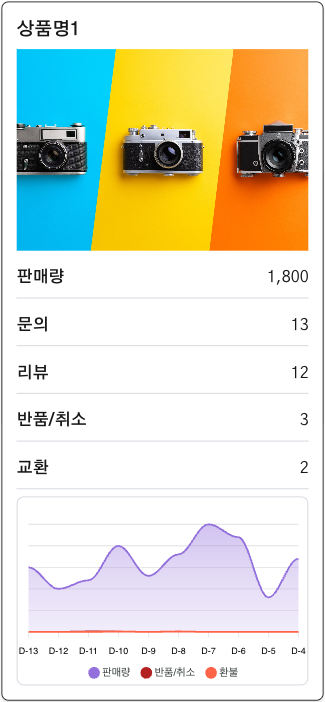 상품명1
판매량 1,800
문의 13
리뷰 12
반품/취소 3
교환 2
D-13 D-12 D-11 D-10 D-9 D-8 D-7 D-6 D-5 D-4
판매량 반품/취소 환불